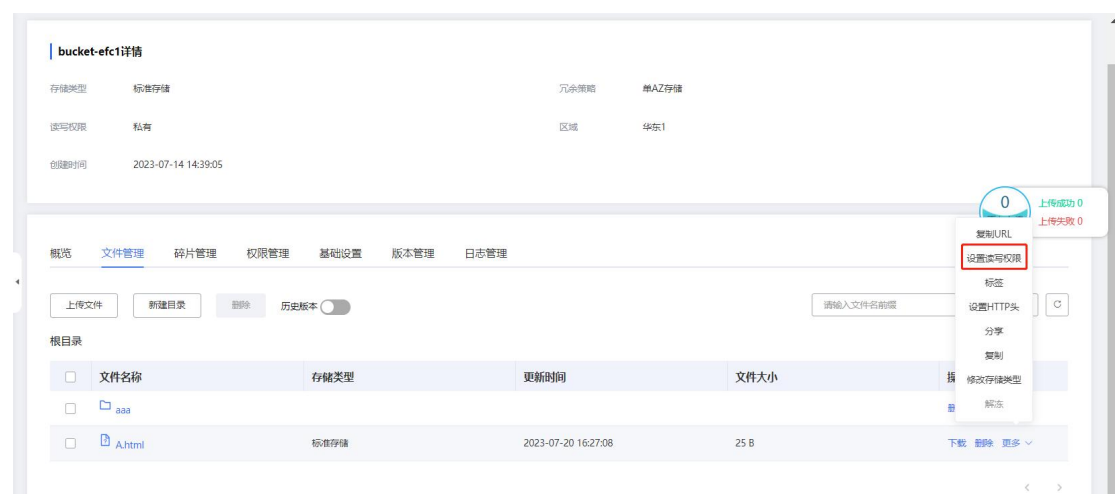 bucket-efc1详情
存储类型 标准存储 冗余策略 单AZ存储
读写权限 私有 区域 华东1
创建时间 2023-07-14 14:39:05
0 上传成功 0
上传失败 0
复制URL
概览 文件管理 碎片管理 权限管理 基础设置 版本管理 日志管理
设置读写权限
标签
上传文件 新建目录 删除 历史版本 请输入文件名前缀 设置HTTP头
分享
根目录
复制
文件名称 存储类型 更新时间 文件大小
修改存储类型
aaa 解冻
A.html 标准存储 2023-07-20 16:27:08 25 B 下载 删除 更多